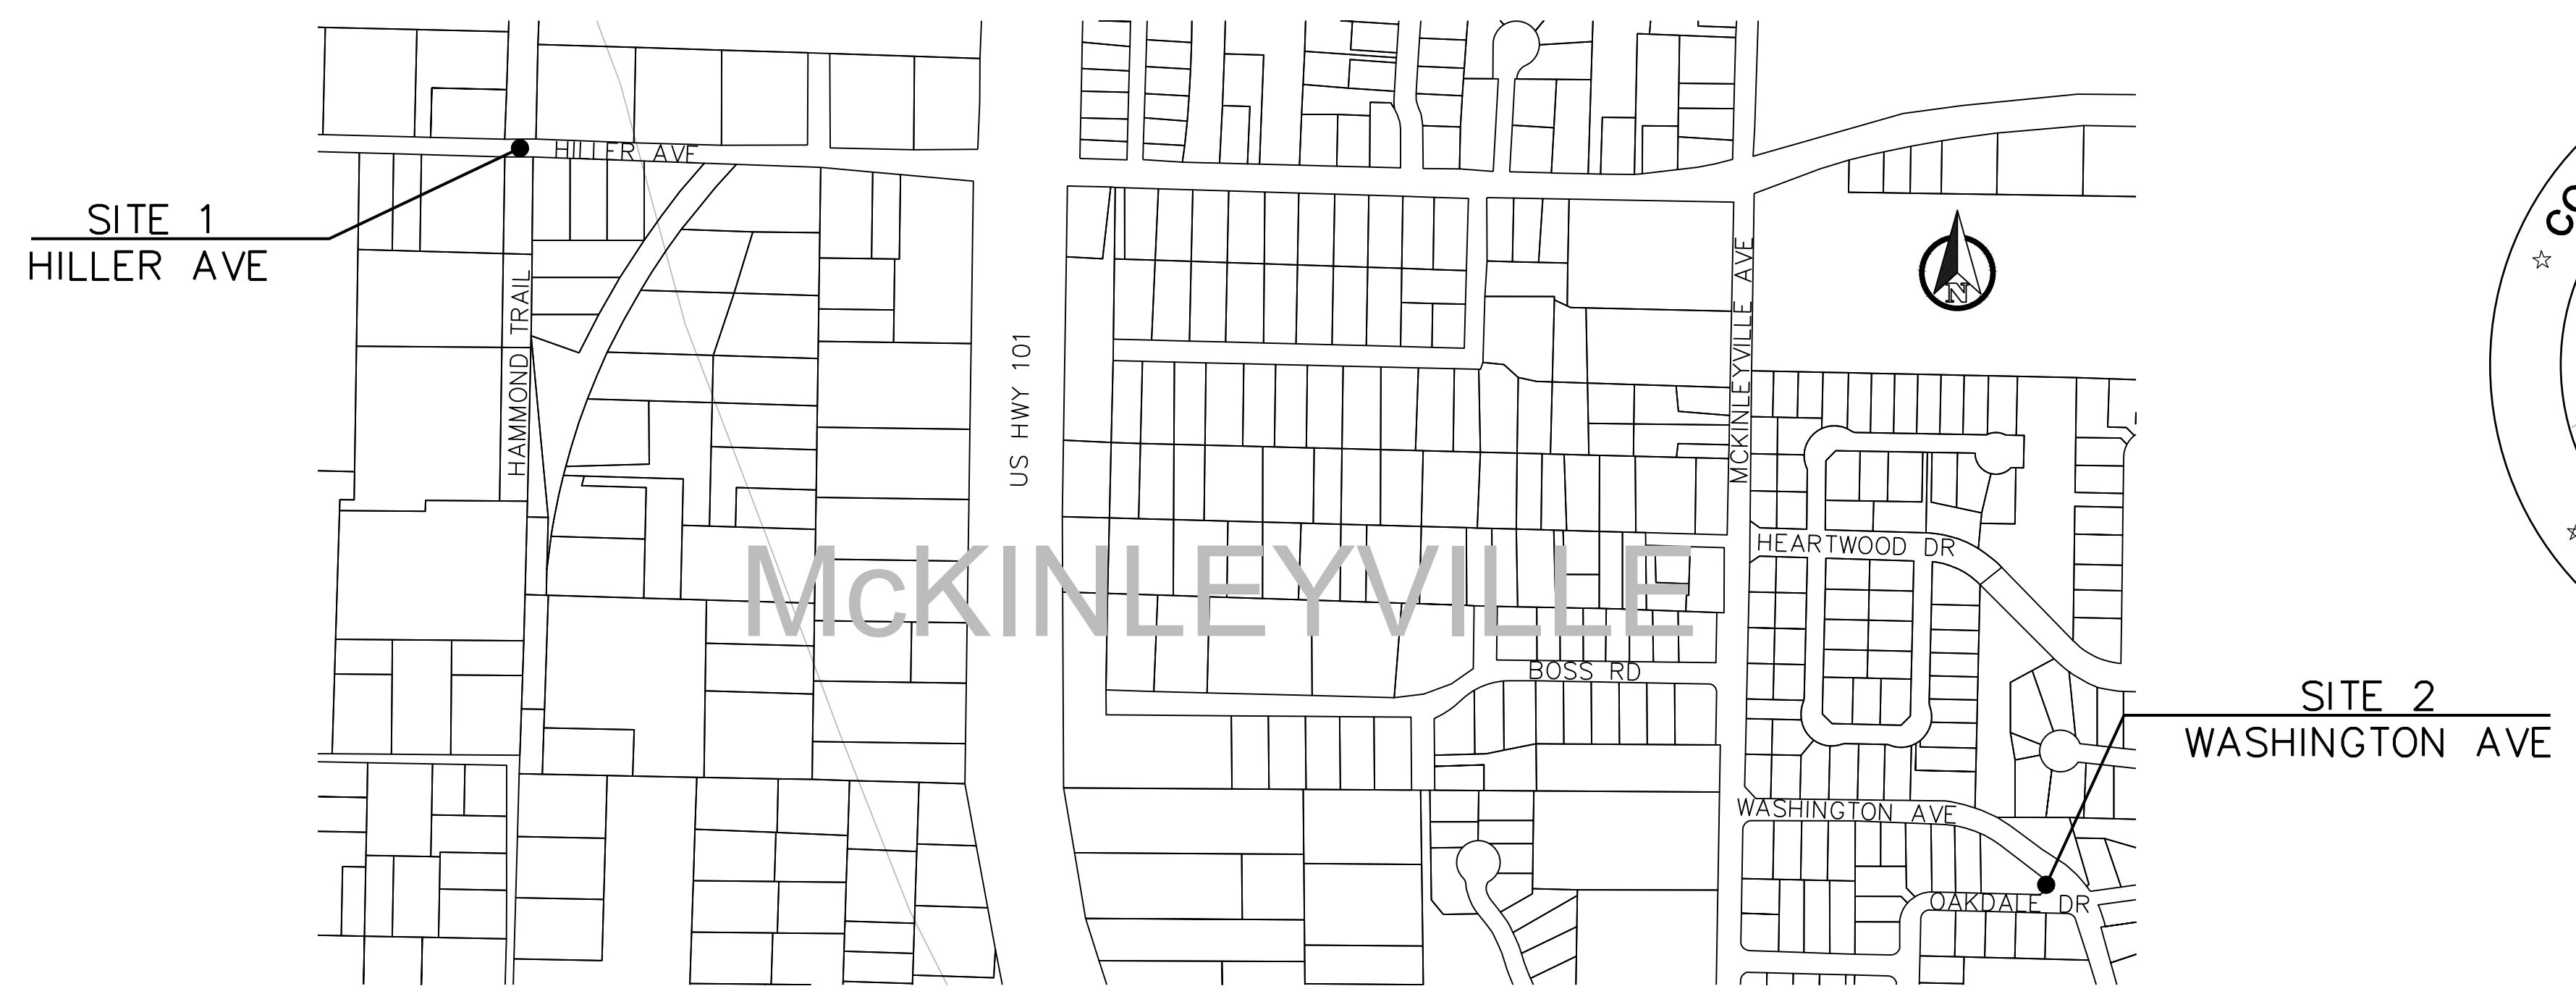 HILLER AVE
SITE 1
HILLER AVE
HAMMOND TRAIL
US HWY 101
MCKINLEYVILLE AVE
N
McKINLEYVILLE
HEARTWOOD DR
BOSS RD
SITE 2
WASHINGTON AVE
WASHINGTON AVE
OAKDALE DR